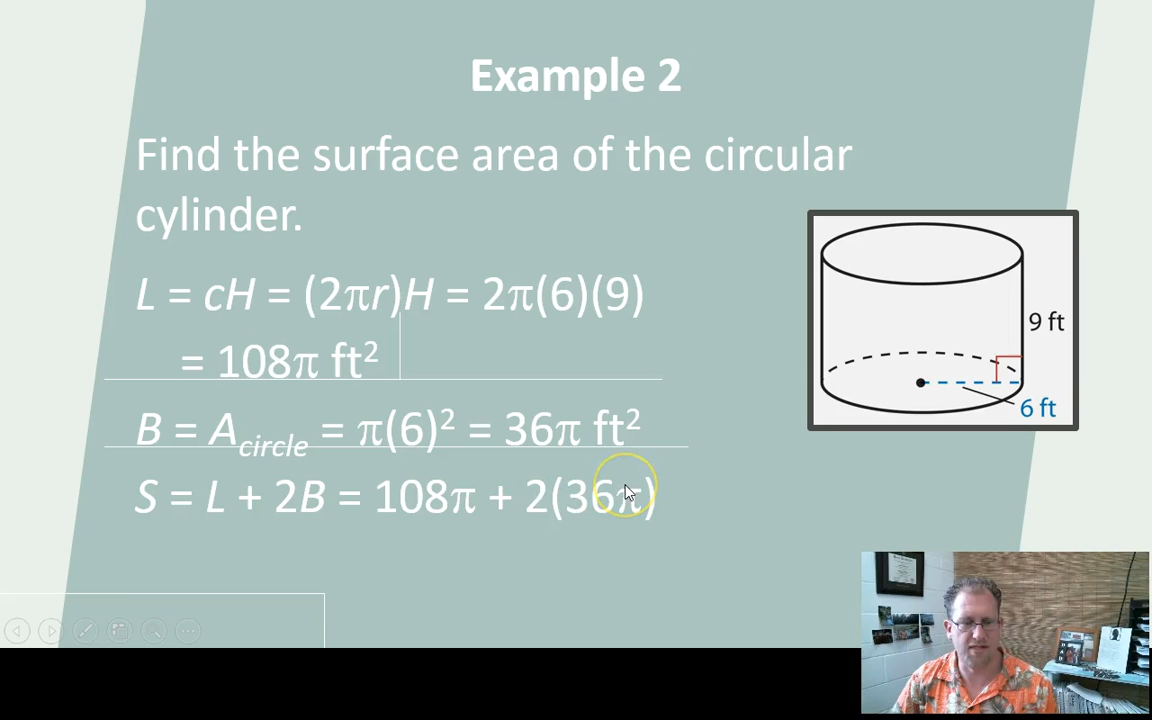 Example 2
Find the surface area of the circular
cylinder.
L = cH = (2πr)H = 2π(6)(9)
= 108π ft²
B = A_circle = π(6)² = 36π ft²
S = L + 2B = 108π + 2(36π)
9 ft
6 ft